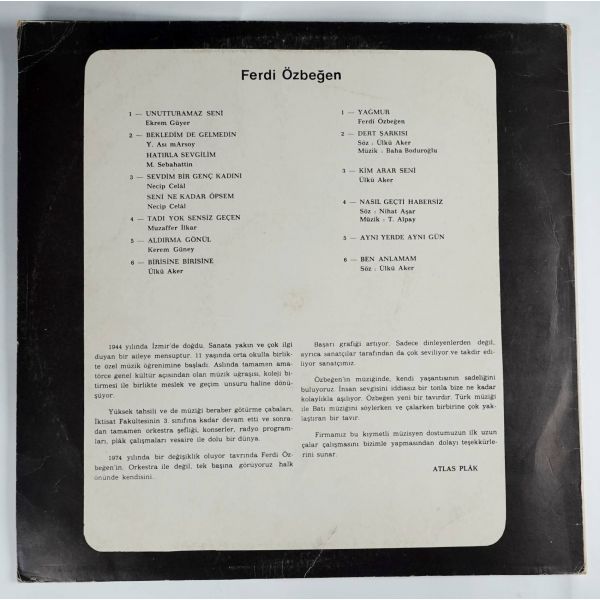 Ferdi Özbeğen
1 — UNUTTURAMAZ SENİ
Ekrem Güyer
2 — BEKLEDİM DE GELMEDİN
Y. Ası mArsoy
HATIRLA SEVGİLİM
M. Sebahattin
3 — SEVDİM BİR GENÇ KADINI
Necip Celâl
SENİ NE KADAR ÖPSEM
Necip Celâl
4 — TADI YOK SENSİZ GEÇEN
Muzaffer İlkar
5 — ALDIRMA GÖNÜL
Kerem Güney
6 — BİRİSİNE BİRİSİNE
Ülkü Aker
1 — YAĞMUR
Ferdi Özbeğen
2 — DERT ŞARKISI
Söz : Ülkü Aker
Müzik : Baha Boduroğlu
3 — KİM ARAR SENİ
Ülkü Aker
4 — NASIL GEÇTİ HABERSİZ
Söz : Nihat Aşar
Müzik : T. Alpay
5 — AYNI YERDE AYNI GÜN
6 — BEN ANLAMAM
Söz : Ülkü Aker
1944 yılında İzmir'de doğdu. Sanata yakın ve çok ilgi
duyan bir aileye mensuptur. 11 yaşında orta okulla birlik-
te özel müzik öğrenimine başladı. Aslında tamamen ama-
törce genel kültür açısından olan müzik uğraşısı, koleji bi-
tirmesi ile birlikte meslek ve geçim unsuru haline dönü-
şüyor.
Yüksek tahsili ve de müziği beraber götürme çabaları,
İktisat Fakültesinin 3. sınıfına kadar devam etti ve sonra-
dan tamamen orkestra şefliği, konserler, radyo program-
ları, plâk çalışmaları vesaire ile dolu bir dünya.
1974 yılında bir değişiklik oluyor tavrında Ferdi Öz-
beğen'in. Orkestra ile değil, tek başına görüyoruz halk
önünde kendisini..
Başarı grafiği artıyor. Sadece dinleyenlerden değil,
ayrıca sanatçılar tarafından da çok seviliyor ve takdir edi-
liyor sanatçımız.
Özbeğen'in müziğinde, kendi yaşantısının sadeliğini
buluyoruz. İnsan sevgisini iddiasız bir tonla bize ne kadar
kolaylıkla aşılıyor. Özbeğen yeni bir tavırdır. Türk müziği
ile Batı müziğini söylerken ve çalarken birbirine çok yak-
laştıran bir tavır.
Firmamız bu kıymetli müzisyen dostumuzun ilk uzun
çalar çalışmasını bizimle yapmasından dolayı teşekkürle-
rini sunar.
ATLAS PLÂK